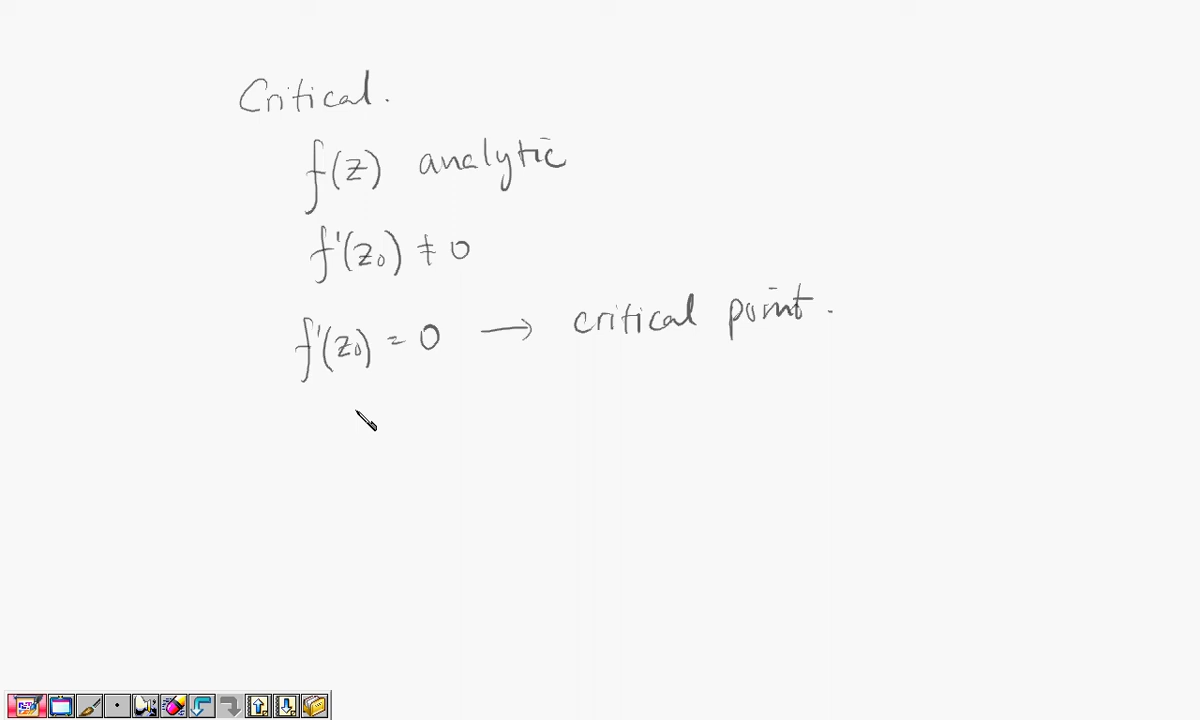 Critical.
f(z) analytic
f'(z₀) ≠ 0
f'(z₀) = 0 → critical point.